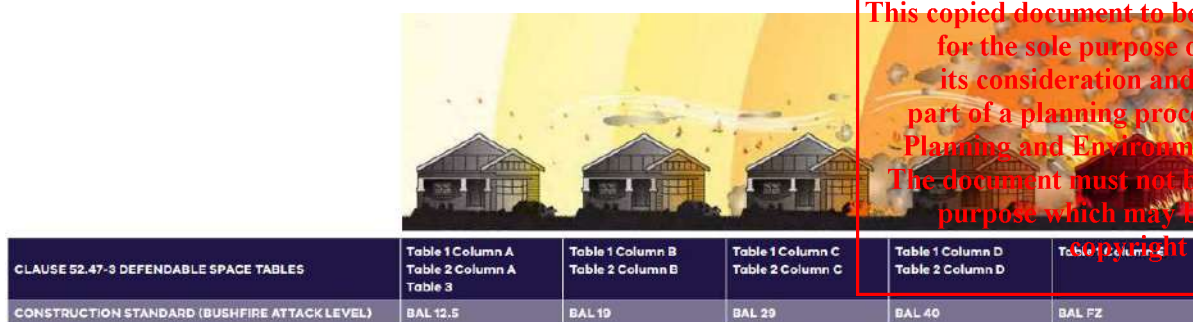 This copied document to be
for the sole purpose o
its consideration and
part of a planning proce
Planning and Environm
The document must not b
purpose which may b
copyright
CLAUSE 52.47-3 DEFENDABLE SPACE TABLES
Table 1 Column A
Table 2 Column A
Table 3
Table 1 Column B
Table 2 Column B
Table 1 Column C
Table 2 Column C
Table 1 Column D
Table 2 Column D
CONSTRUCTION STANDARD (BUSHFIRE ATTACK LEVEL)
BAL 12.5
BAL 19
BAL 29
BAL 40
BAL FZ